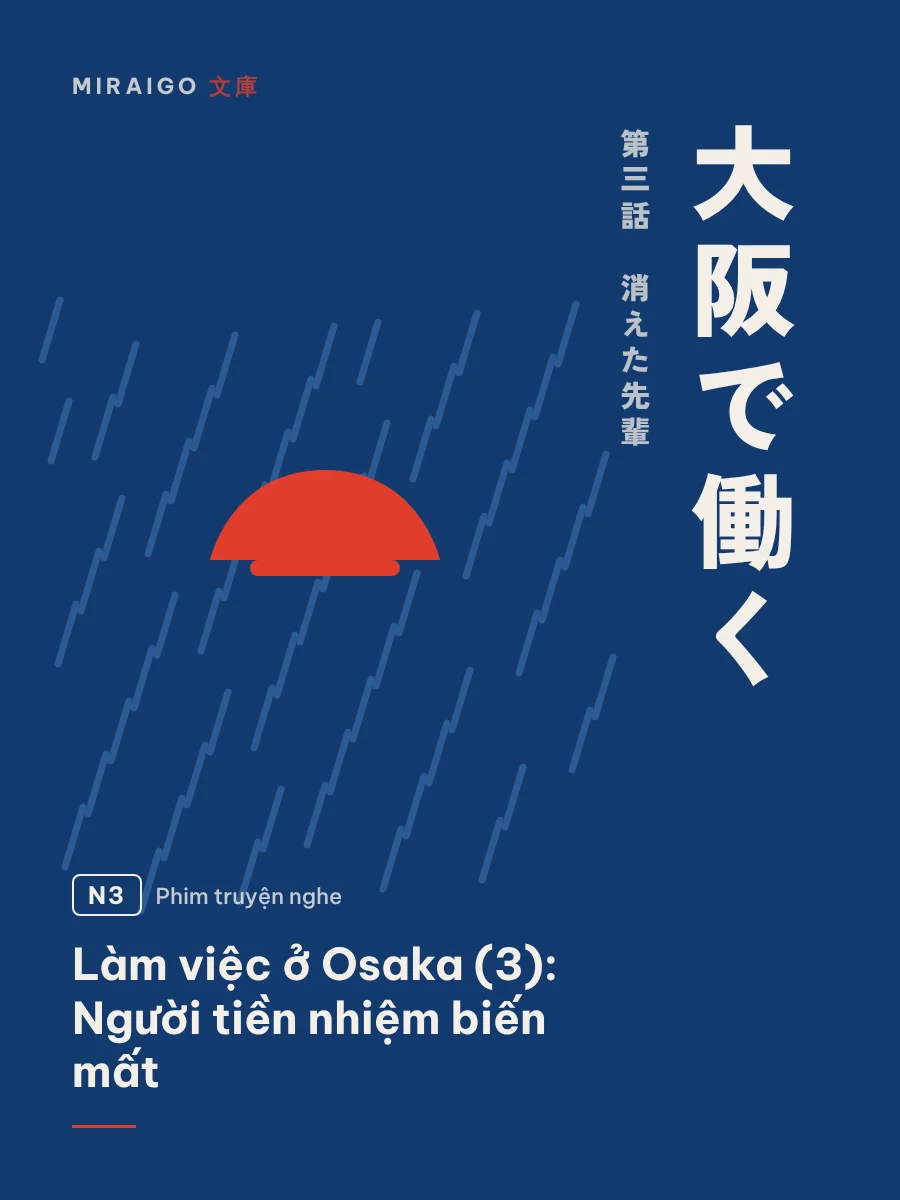 MIRAIGO 文庫
大阪で働く
第三話 消えた先輩
N3 Phim truyện nghe
Làm việc ở Osaka (3):
Người tiền nhiệm biến
mất